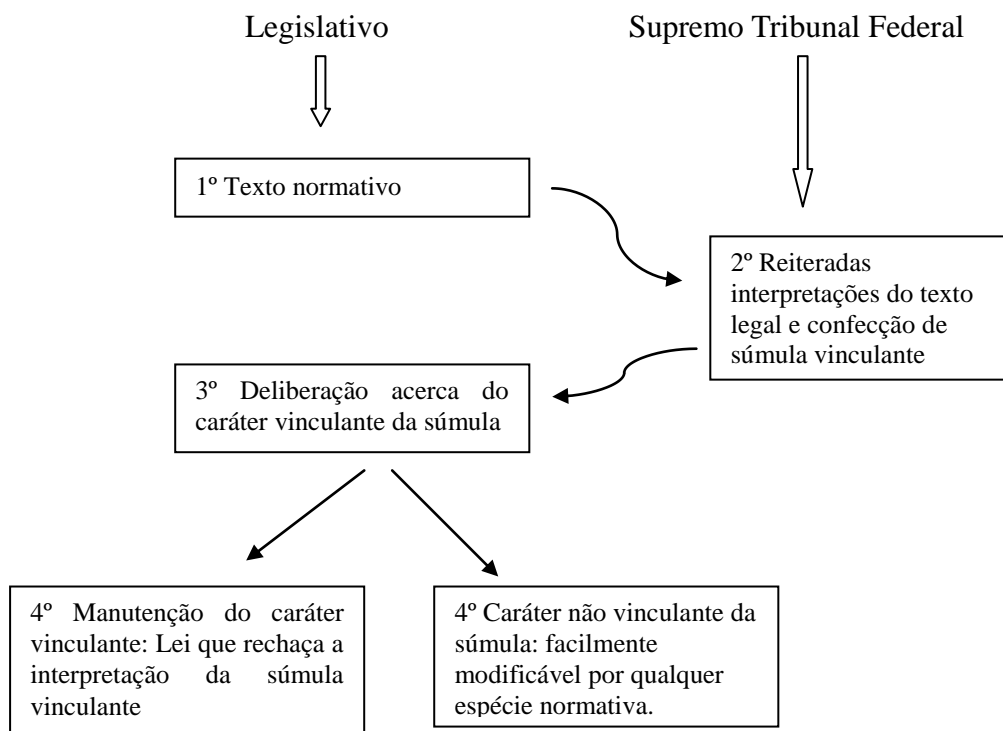 Legislativo
Supremo Tribunal Federal
1º Texto normativo
2º Reiteradas
interpretações do texto
legal e confecção de
súmula vinculante
3º Deliberação acerca do
caráter vinculante da súmula
4º Manutenção do caráter
vinculante: Lei que rechaça a
interpretação da súmula
vinculante
4º Caráter não vinculante da
súmula: facilmente
modificável por qualquer
espécie normativa.